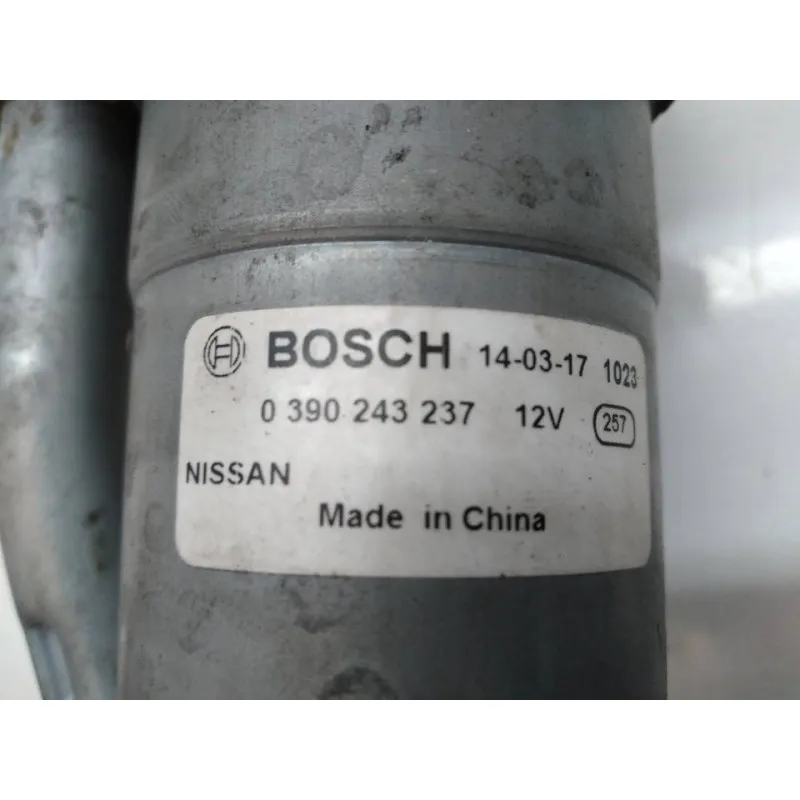 BOSCH 14-03-17 1023
0 390 243 237 12V 257
NISSAN
Made in China